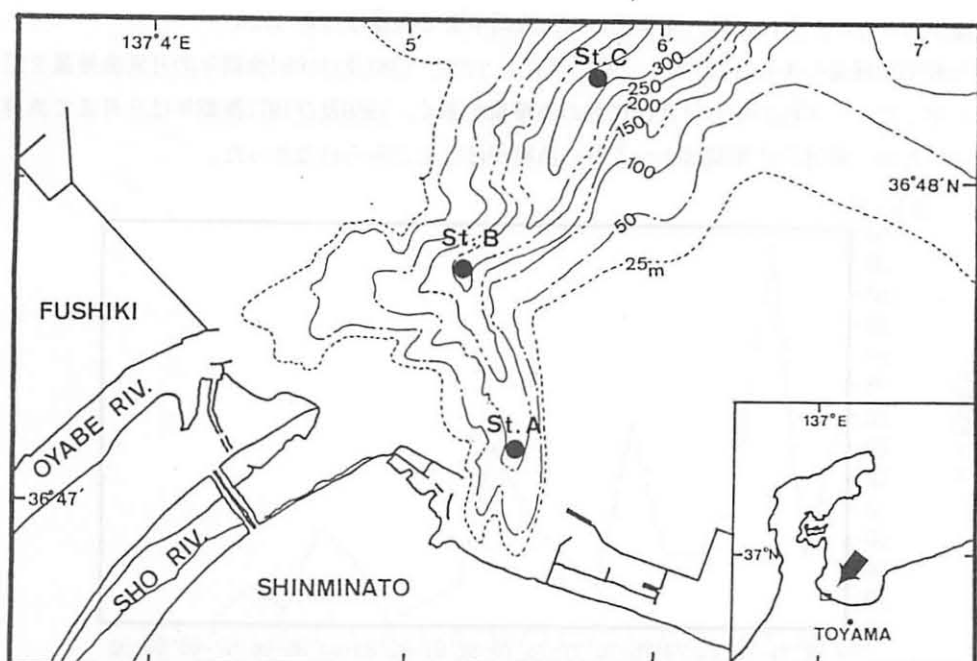 137° 4′E
5
6
7
St.C
300
250
200
150
100
50
25m
36° 48′N
St.B
FUSHIKI
OYABE RIV.
St.A
36° 47′
SHO RIV.
SHINMINATO
137°E
37°N
TOYAMA